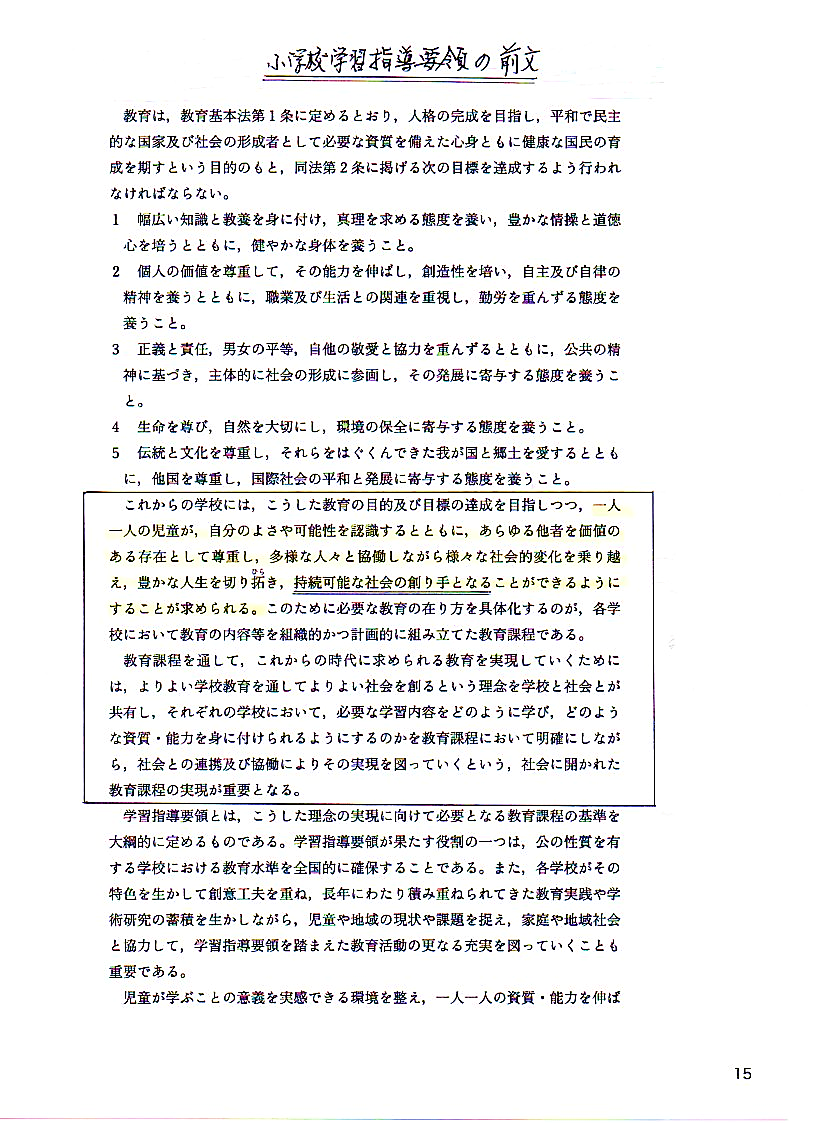 小学校学習指導要領の前文
教育は，教育基本法第１条に定めるとおり，人格の完成を目指し，平和で民主
的な国家及び社会の形成者として必要な資質を備えた心身ともに健康な国民の育
成を期すという目的のもと，同法第２条に掲げる次の目標を達成するよう行われ
なければならない。
1　幅広い知識と教養を身に付け，真理を求める態度を養い，豊かな情操と道徳
心を培うとともに，健やかな身体を養うこと。
2　個人の価値を尊重して，その能力を伸ばし，創造性を培い，自主及び自律の
精神を養うとともに，職業及び生活との関連を重視し，勤労を重んずる態度を
養うこと。
3　正義と責任，男女の平等，自他の敬愛と協力を重んずるとともに，公共の精
神に基づき，主体的に社会の形成に参画し，その発展に寄与する態度を養うこ
と。
4　生命を尊び，自然を大切にし，環境の保全に寄与する態度を養うこと。
5　伝統と文化を尊重し，それらをはぐくんできた我が国と郷土を愛するととも
に，他国を尊重し，国際社会の平和と発展に寄与する態度を養うこと。
これからの学校には，こうした教育の目的及び目標の達成を目指しつつ，一人
一人の児童が，自分のよさや可能性を認識するとともに，あらゆる他者を価値の
ある存在として尊重し，多様な人々と協働しながら様々な社会的変化を乗り越
ひら
え，豊かな人生を切り拓き，持続可能な社会の創り手となることができるように
することが求められる。このために必要な教育の在り方を具体化するのが，各学
校において教育の内容等を組織的かつ計画的に組み立てた教育課程である。
教育課程を通して，これからの時代に求められる教育を実現していくために
は，よりよい学校教育を通してよりよい社会を創るという理念を学校と社会とが
共有し，それぞれの学校において，必要な学習内容をどのように学び，どのよう
な資質・能力を身に付けられるようにするのかを教育課程において明確にしなが
ら，社会との連携及び協働によりその実現を図っていくという，社会に開かれた
教育課程の実現が重要となる。
学習指導要領とは，こうした理念の実現に向けて必要となる教育課程の基準を
大綱的に定めるものである。学習指導要領が果たす役割の一つは，公の性質を有
する学校における教育水準を全国的に確保することである。また，各学校がその
特色を生かして創意工夫を重ね，長年にわたり積み重ねられてきた教育実践や学
術研究の蓄積を生かしながら，児童や地域の現状や課題を捉え，家庭や地域社会
と協力して，学習指導要領を踏まえた教育活動の更なる充実を図っていくことも
重要である。
児童が学ぶことの意義を実感できる環境を整え，一人一人の資質・能力を伸ば
15